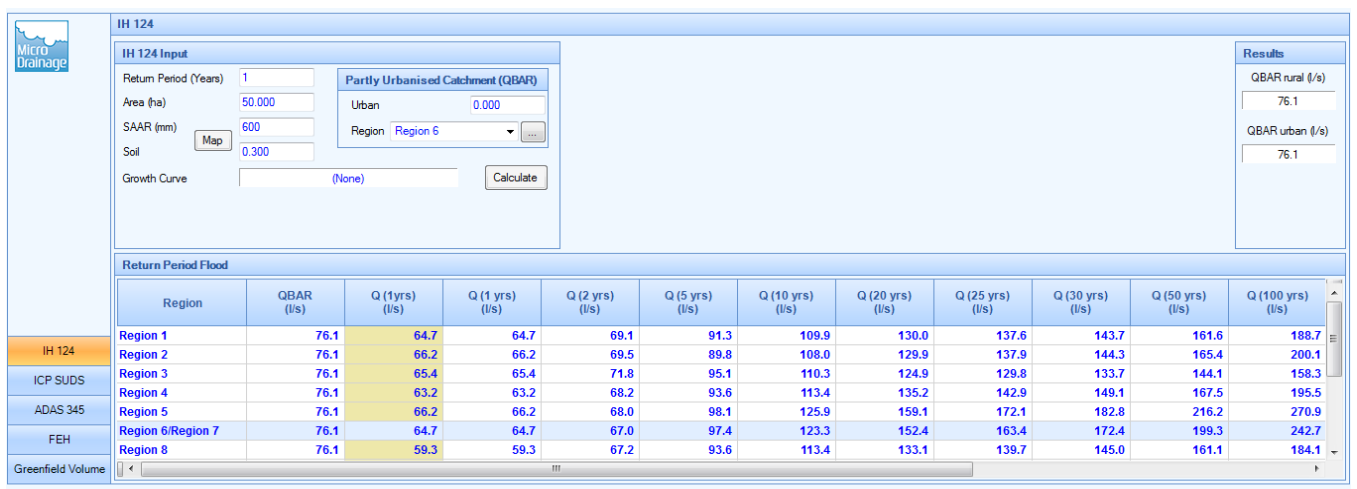 Micro
Drainage
IH 124
IH 124 Input
Return Period (Years) 1
Area (ha) 50.000
SAAR (mm) 600
Map
Soil 0.300
Growth Curve (None)
Calculate
Partly Urbanised Catchment (QBAR)
Urban 0.000
Region Region 6 ...
Results
QBAR rural (l/s)
76.1
QBAR urban (l/s)
76.1
IH 124
ICP SUDS
ADAS 345
FEH
Greenfield Volume
Return Period Flood
Region QBAR (l/s) Q (1yrs) (l/s) Q (1 yrs) (l/s) Q (2 yrs) (l/s) Q (5 yrs) (l/s) Q (10 yrs) (l/s) Q (20 yrs) (l/s) Q (25 yrs) (l/s) Q (30 yrs) (l/s) Q (50 yrs) (l/s) Q (100 yrs) (l/s)
Region 1 76.1 64.7 64.7 69.1 91.3 109.9 130.0 137.6 143.7 161.6 188.7
Region 2 76.1 66.2 66.2 69.5 89.8 108.0 129.9 137.9 144.3 165.4 200.1
Region 3 76.1 65.4 65.4 71.8 95.1 110.3 124.9 129.8 133.7 144.1 158.3
Region 4 76.1 63.2 63.2 68.2 93.6 113.4 135.2 142.9 149.1 167.5 195.5
Region 5 76.1 66.2 66.2 68.0 98.1 125.9 159.1 172.1 182.8 216.2 270.9
Region 6/Region 7 76.1 64.7 64.7 67.0 97.4 123.3 152.4 163.4 172.4 199.3 242.7
Region 8 76.1 59.3 59.3 67.2 93.6 113.4 133.1 139.7 145.0 161.1 184.1